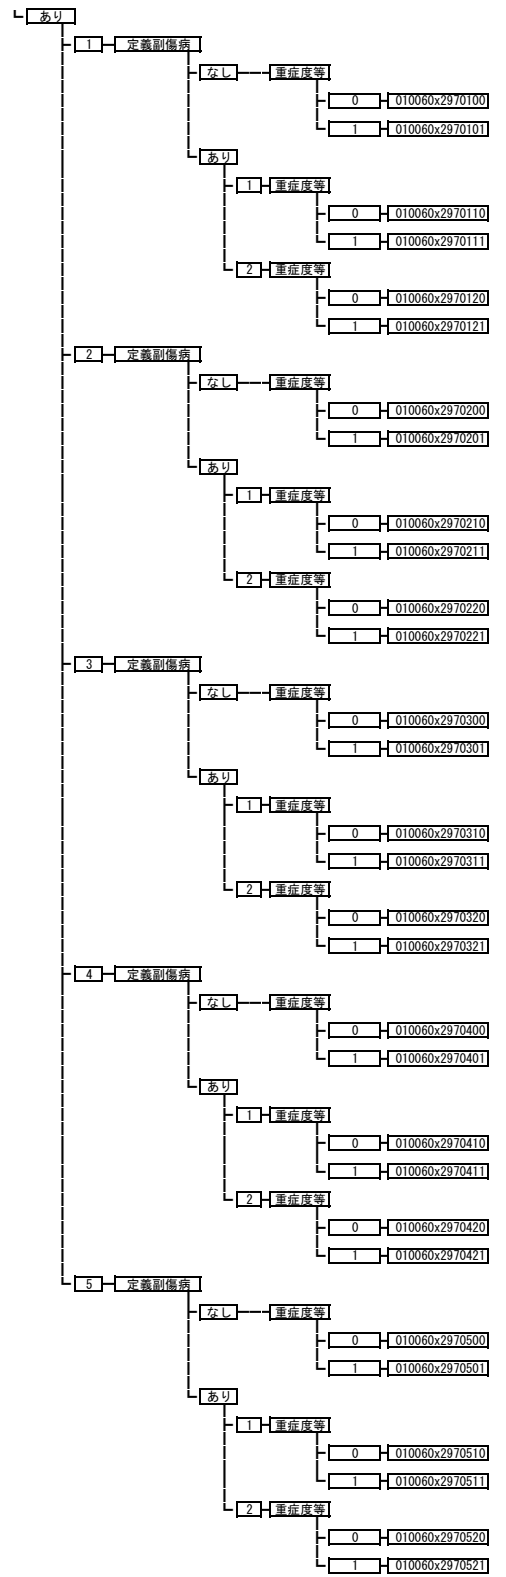 あり
1 定義副傷病
なし 重症度等
0 010060x2970100
1 010060x2970101
あり
1 重症度等
0 010060x2970110
1 010060x2970111
2 重症度等
0 010060x2970120
1 010060x2970121
2 定義副傷病
なし 重症度等
0 010060x2970200
1 010060x2970201
あり
1 重症度等
0 010060x2970210
1 010060x2970211
2 重症度等
0 010060x2970220
1 010060x2970221
3 定義副傷病
なし 重症度等
0 010060x2970300
1 010060x2970301
あり
1 重症度等
0 010060x2970310
1 010060x2970311
2 重症度等
0 010060x2970320
1 010060x2970321
4 定義副傷病
なし 重症度等
0 010060x2970400
1 010060x2970401
あり
1 重症度等
0 010060x2970410
1 010060x2970411
2 重症度等
0 010060x2970420
1 010060x2970421
5 定義副傷病
なし 重症度等
0 010060x2970500
1 010060x2970501
あり
1 重症度等
0 010060x2970510
1 010060x2970511
2 重症度等
0 010060x2970520
1 010060x2970521